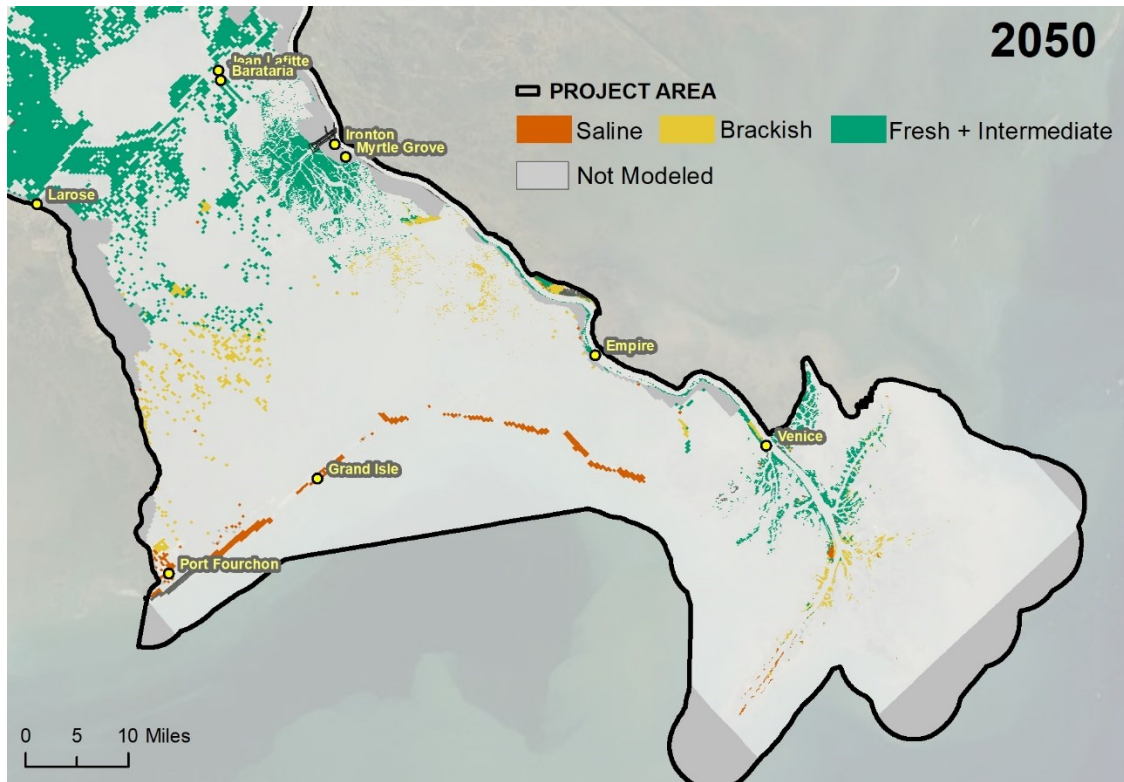 2050
PROJECT AREA
Saline
Brackish
Fresh + Intermediate
Not Modeled
Jean Lafitte
Barataria
Ironton
Myrtle Grove
Larose
Empire
Venice
Grand Isle
Port Fourchon
0 5 10 Miles